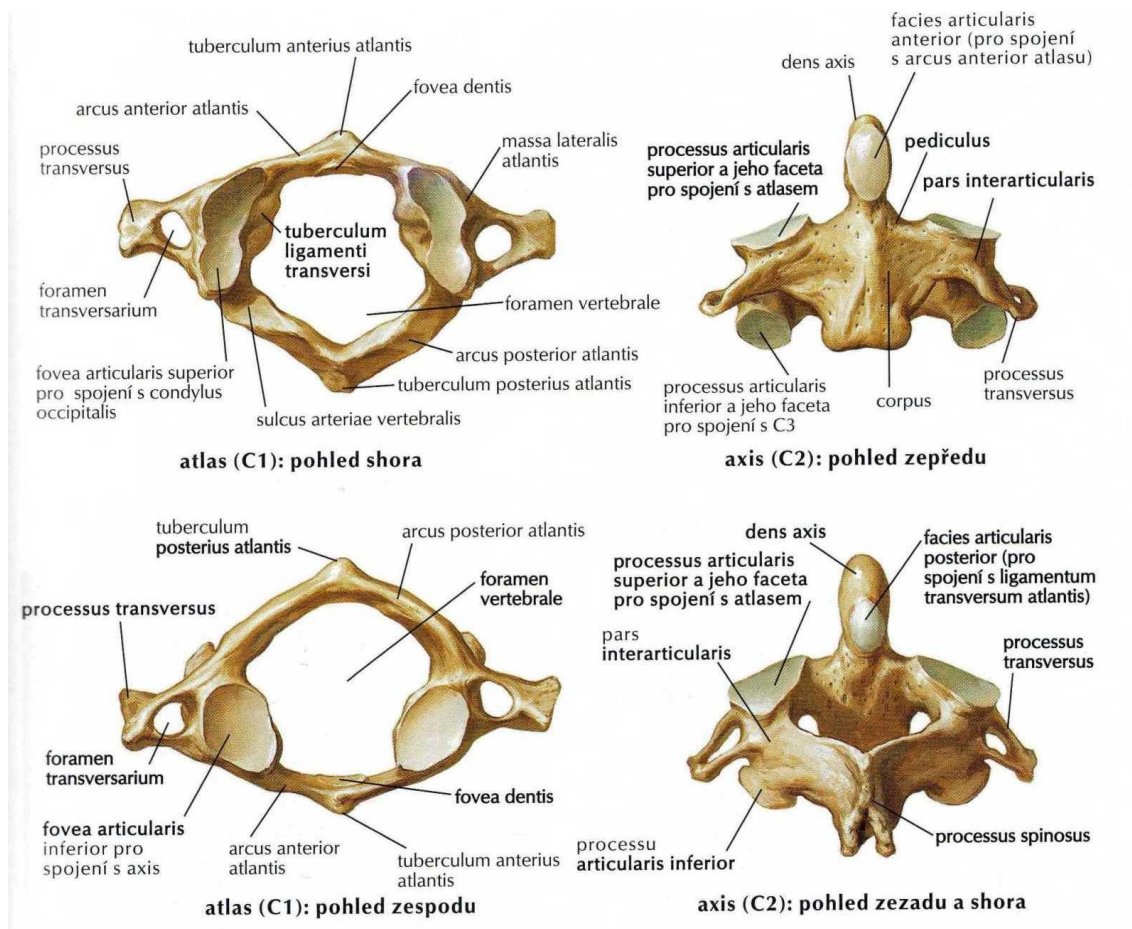 tuberculum anterius atlantis
fovea dentis
arcus anterior atlantis
processus
transversus
massa lateralis
atlantis
tuberculum
ligamenti
transversi
foramen
transversarium
foramen vertebrale
arcus posterior atlantis
fovea articularis superior
pro spojení s condylus
occipitalis
tuberculum posterius atlantis
sulcus arteriae vertebralis
atlas (C1): pohled shora
facies articularis
anterior (pro spojení
s arcus anterior atlasu)
dens axis
processus articularis
superior a jeho faceta
pro spojení s atlasem
pediculus
pars interarticularis
processus articularis
inferior a jeho faceta
pro spojení s C3
corpus
processus
transversus
axis (C2): pohled zepředu
tuberculum
posterius atlantis
arcus posterior atlantis
foramen
vertebrale
processus transversus
foramen
transversarium
fovea dentis
fovea articularis
inferior pro
spojení s axis
arcus anterior
atlantis
tuberculum anterius
atlantis
atlas (C1): pohled zespodu
dens axis
facies articularis
posterior (pro
spojení s ligamentum
transversum atlantis)
processus articularis
superior a jeho faceta
pro spojení s atlasem
pars
interarticularis
processus
transversus
processu
articularis inferior
processus spinosus
axis (C2): pohled zezadu a shora